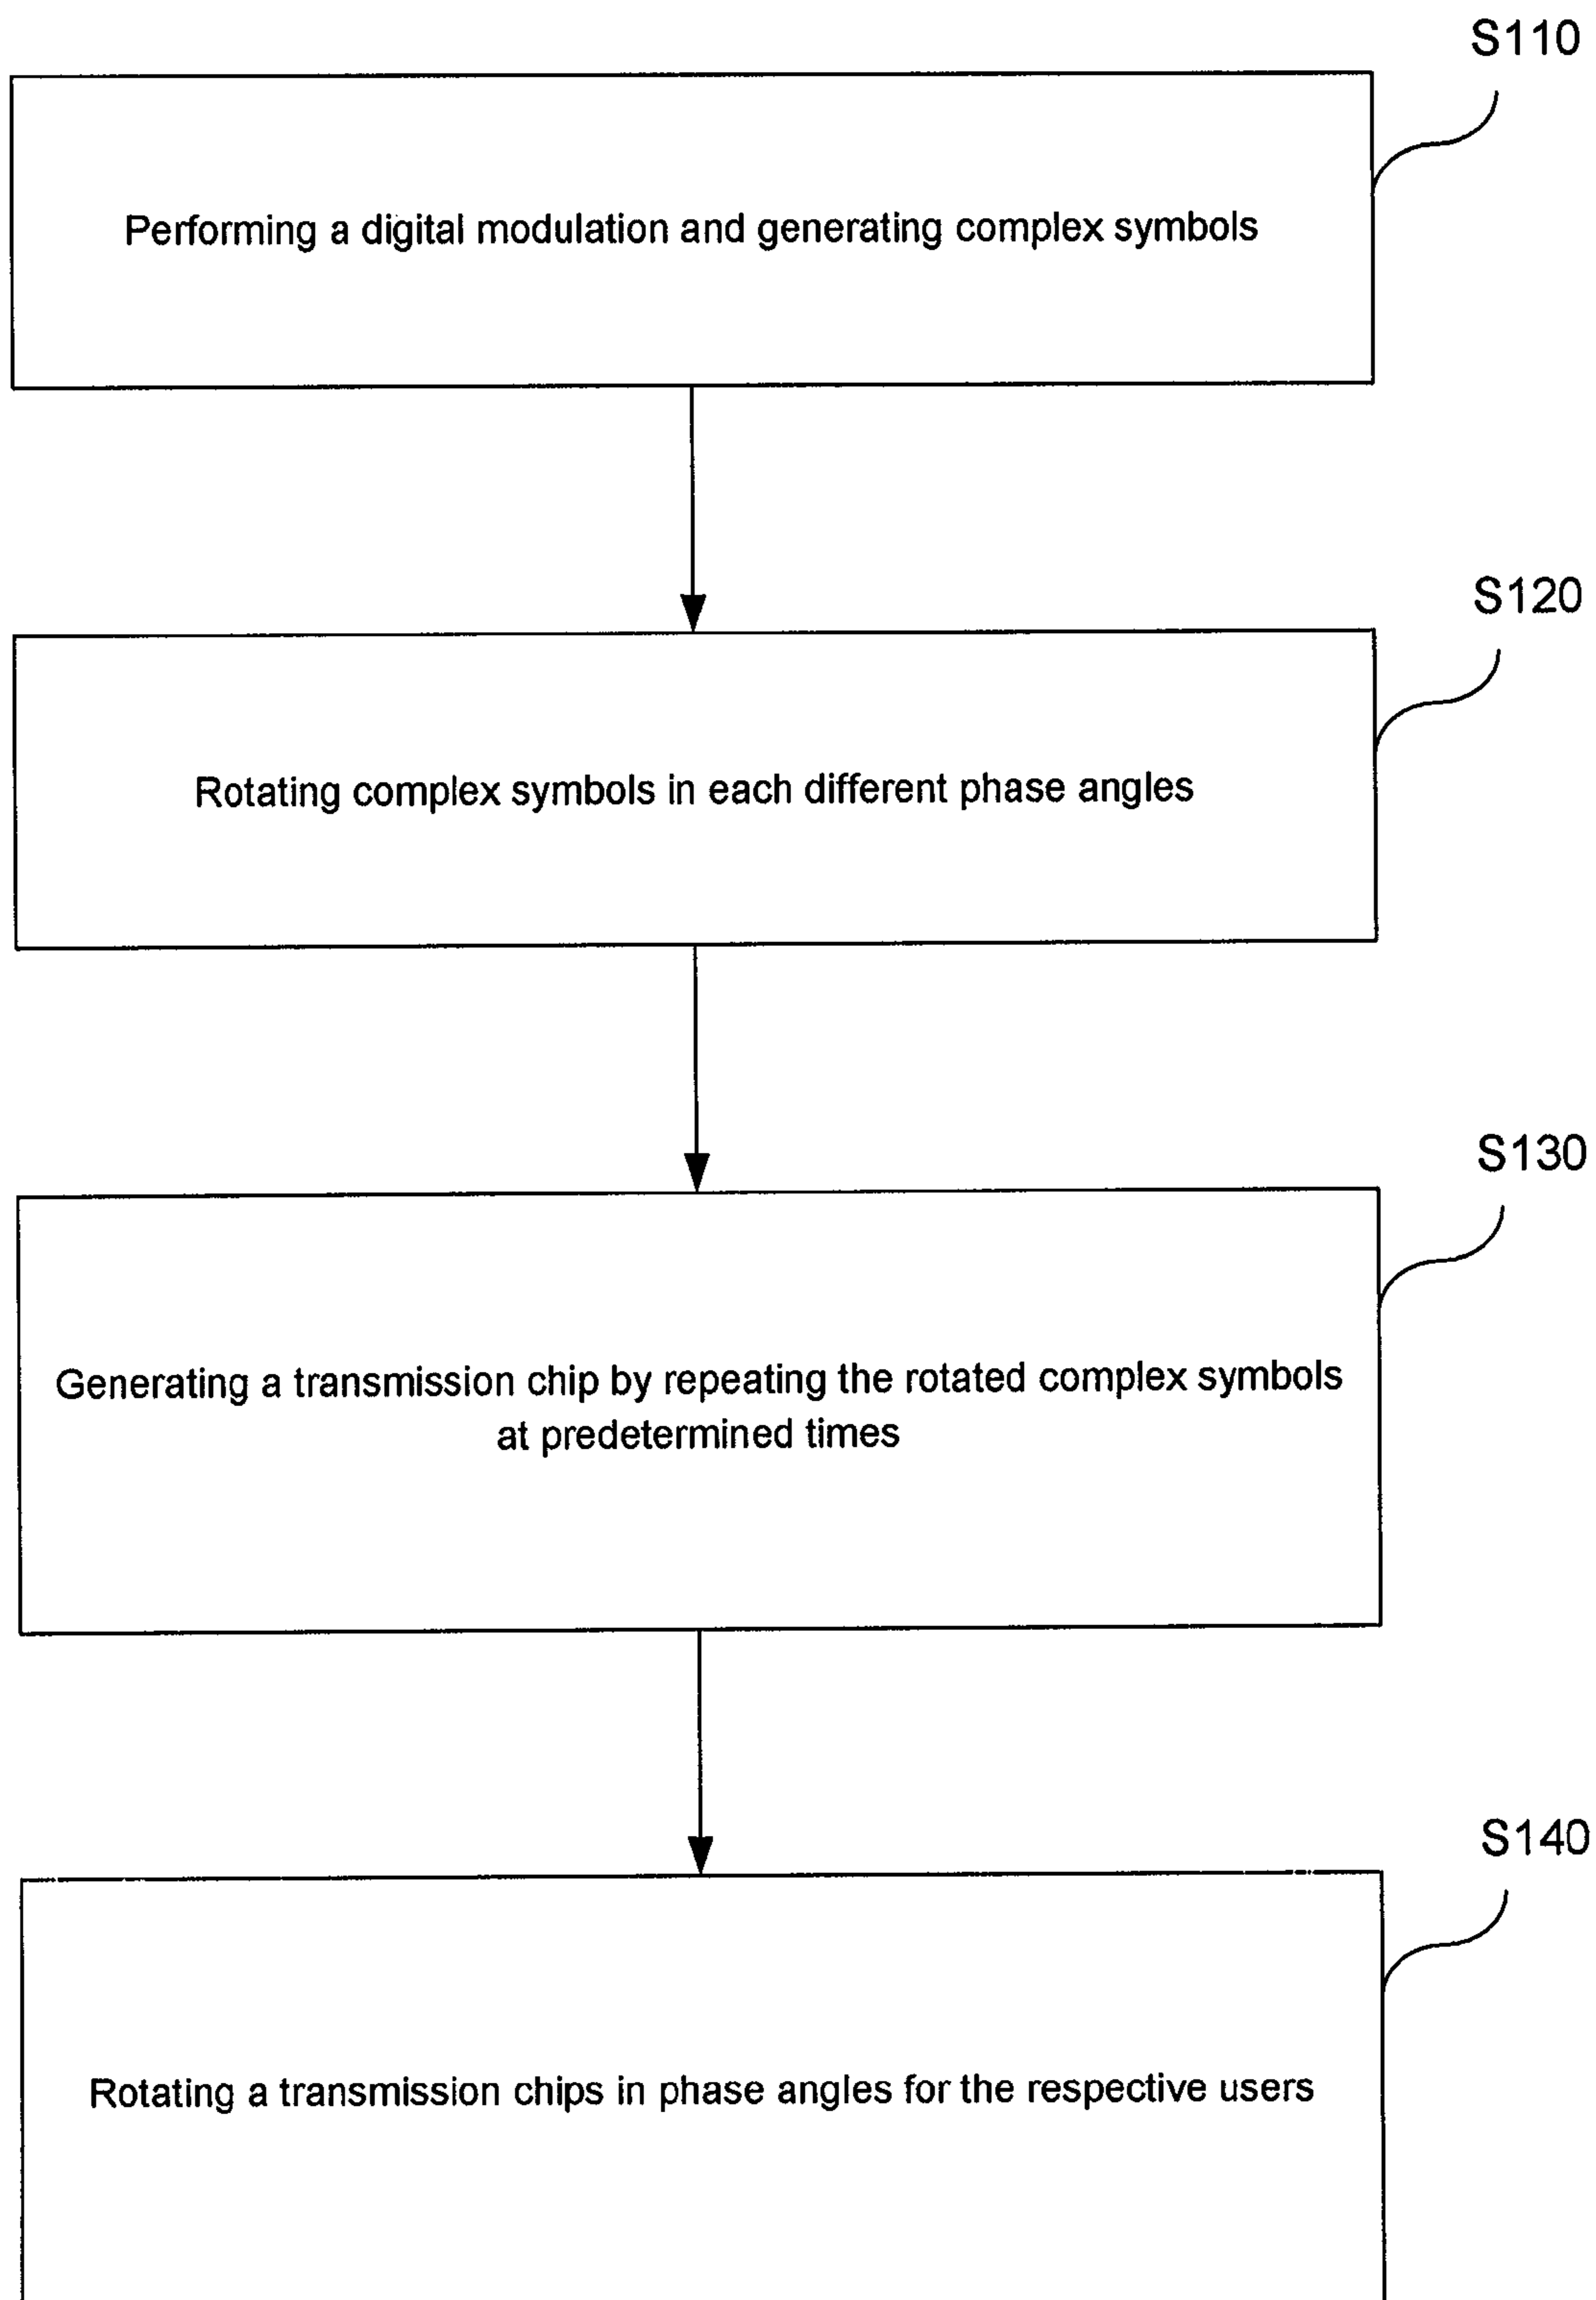 S110
Performing a digital modulation and generating complex symbols
S120
Rotating complex symbols in each different phase angles
S130
Generating a transmission chip by repeating the rotated complex symbols
at predetermined times
S140
Rotating a transmission chips in phase angles for the respective users